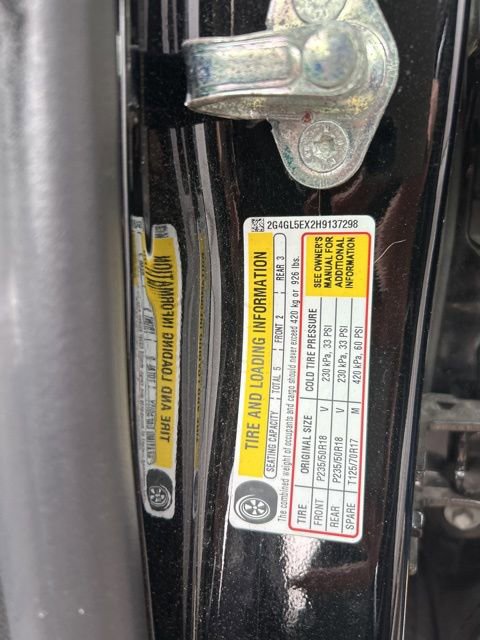 2G4GL5EX2H9137298
TIRE AND LOADING INFORMATION
SEATING CAPACITY TOTAL 5 FRONT 2 REAR 3
The combined weight of occupants and cargo should never exceed 420 kg or 926 lbs.
TIRE ORIGINAL SIZE COLD TIRE PRESSURE
FRONT P235/50R18 V 230 kPa, 33 PSI
REAR P235/50R18 V 230 kPa, 33 PSI
SPARE T125/70R17 M 420 kPa, 60 PSI
SEE OWNER'S
MANUAL FOR
ADDITIONAL
INFORMATION
TIRE AND LOADING INFORMATION